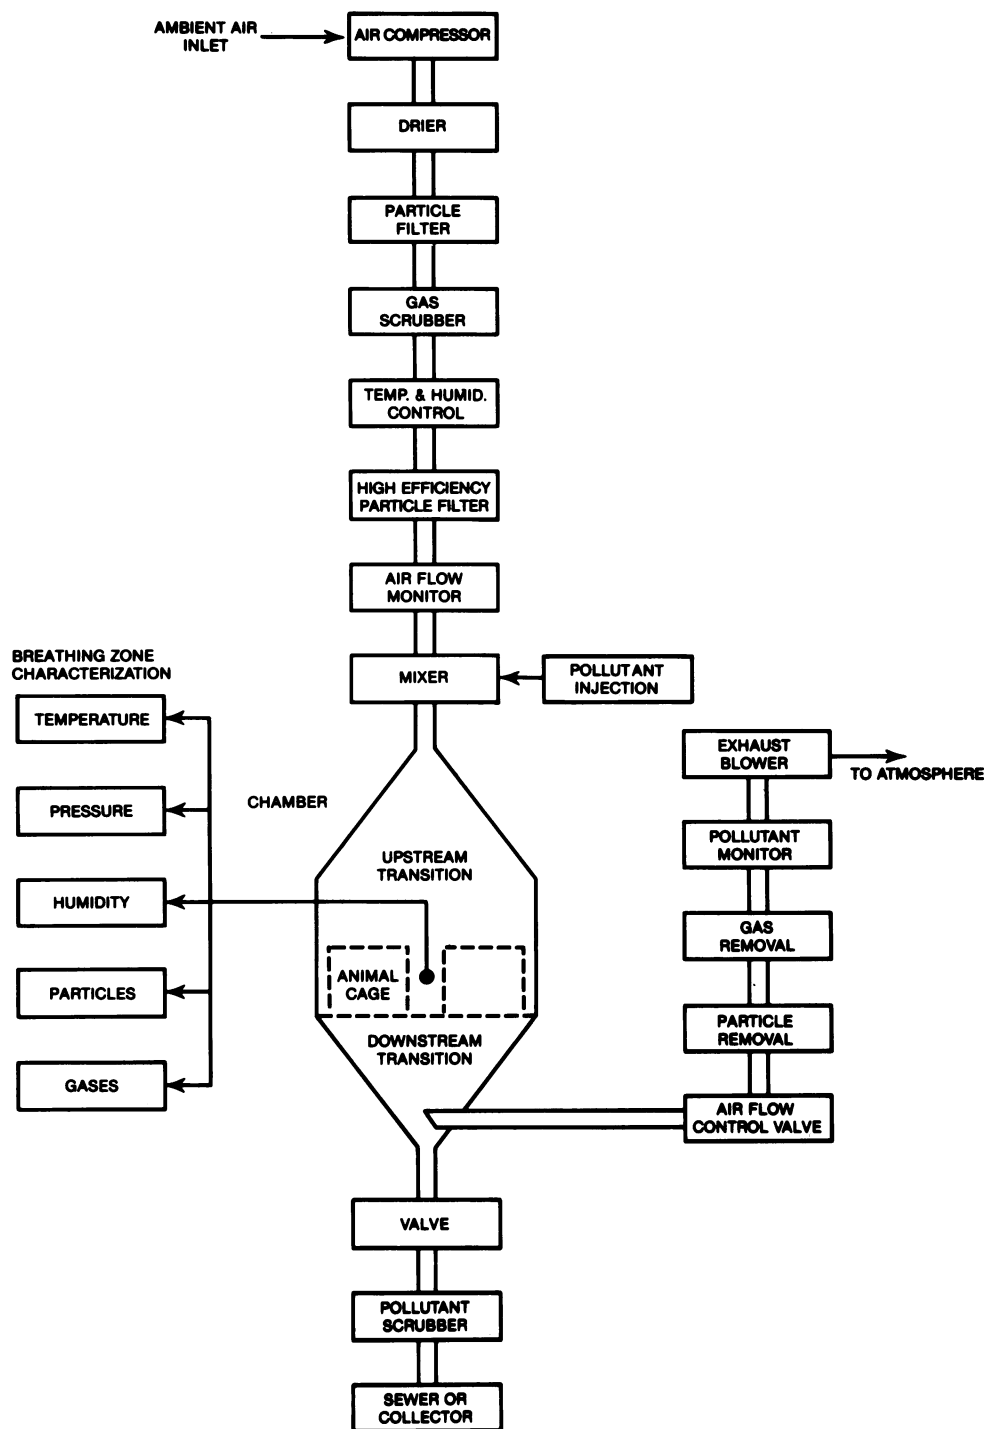 AMBIENT AIR
INLET
AIR COMPRESSOR
DRIER
PARTICLE
FILTER
GAS
SCRUBBER
TEMP. & HUMID.
CONTROL
HIGH EFFICIENCY
PARTICLE FILTER
AIR FLOW
MONITOR
MIXER
POLLUTANT
INJECTION
BREATHING ZONE
CHARACTERIZATION
TEMPERATURE
PRESSURE
HUMIDITY
PARTICLES
GASES
CHAMBER
UPSTREAM
TRANSITION
ANIMAL
CAGE
DOWNSTREAM
TRANSITION
EXHAUST
BLOWER
TO ATMOSPHERE
POLLUTANT
MONITOR
GAS
REMOVAL
PARTICLE
REMOVAL
AIR FLOW
CONTROL VALVE
VALVE
POLLUTANT
SCRUBBER
SEWER OR
COLLECTOR